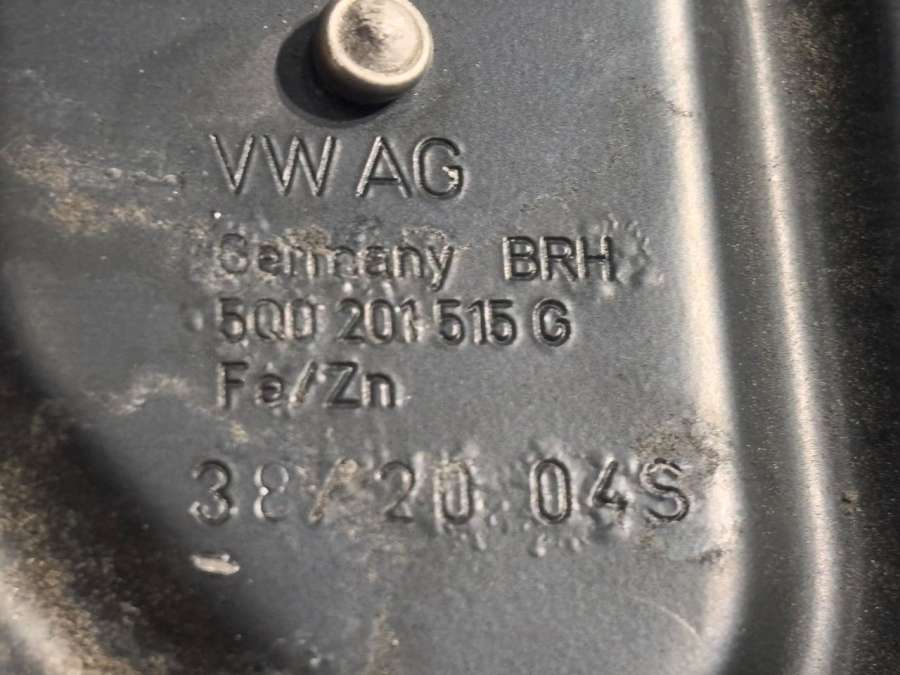 VW AG
Germany BRH
5Q0 201 515 G
Fe/Zn
38/20 04S